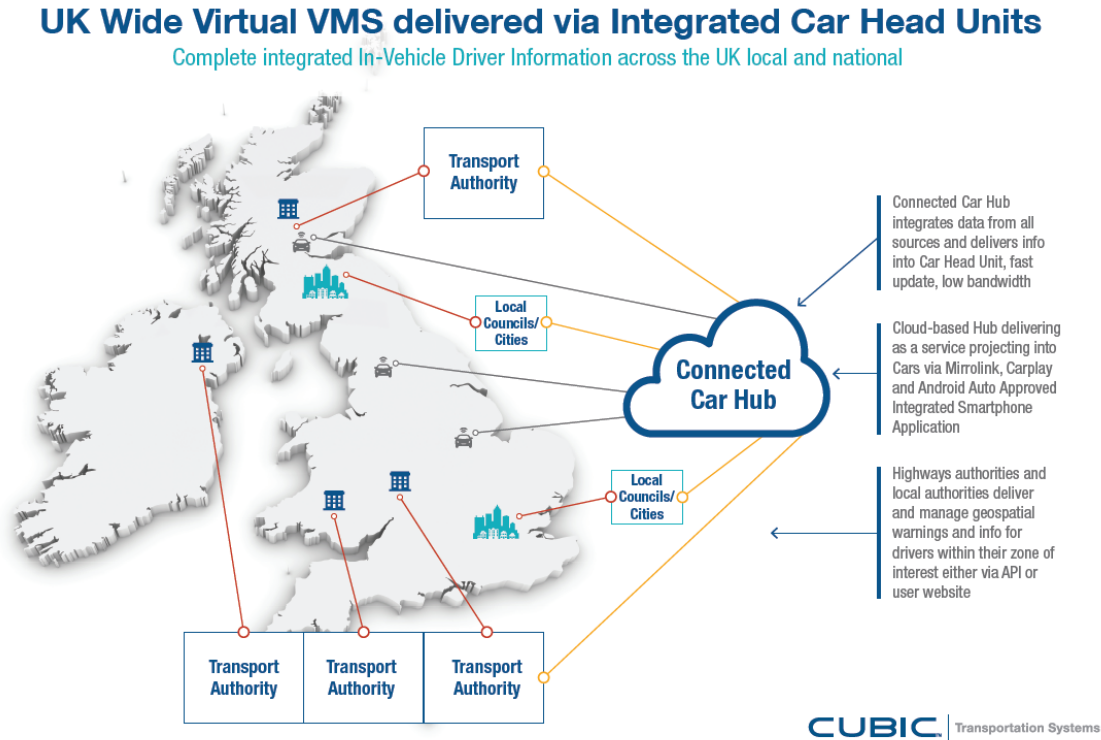 UK Wide Virtual VMS delivered via Integrated Car Head Units
Complete integrated In-Vehicle Driver Information across the UK local and national
Transport
Authority
Connected Car Hub
integrates data from all
sources and delivers info
into Car Head Unit, fast
update, low bandwidth
Local
Councils/
Cities
Connected
Car Hub
Cloud-based Hub delivering
as a service projecting into
Cars via Mirrolink, Carplay
and Android Auto Approved
Integrated Smartphone
Application
Local
Councils/
Cities
Highways authorities and
local authorities deliver
and manage geospatial
warnings and info for
drivers within their zone of
interest either via API or
user website
Transport
Authority
Transport
Authority
Transport
Authority
CUBIC™ Transportation Systems